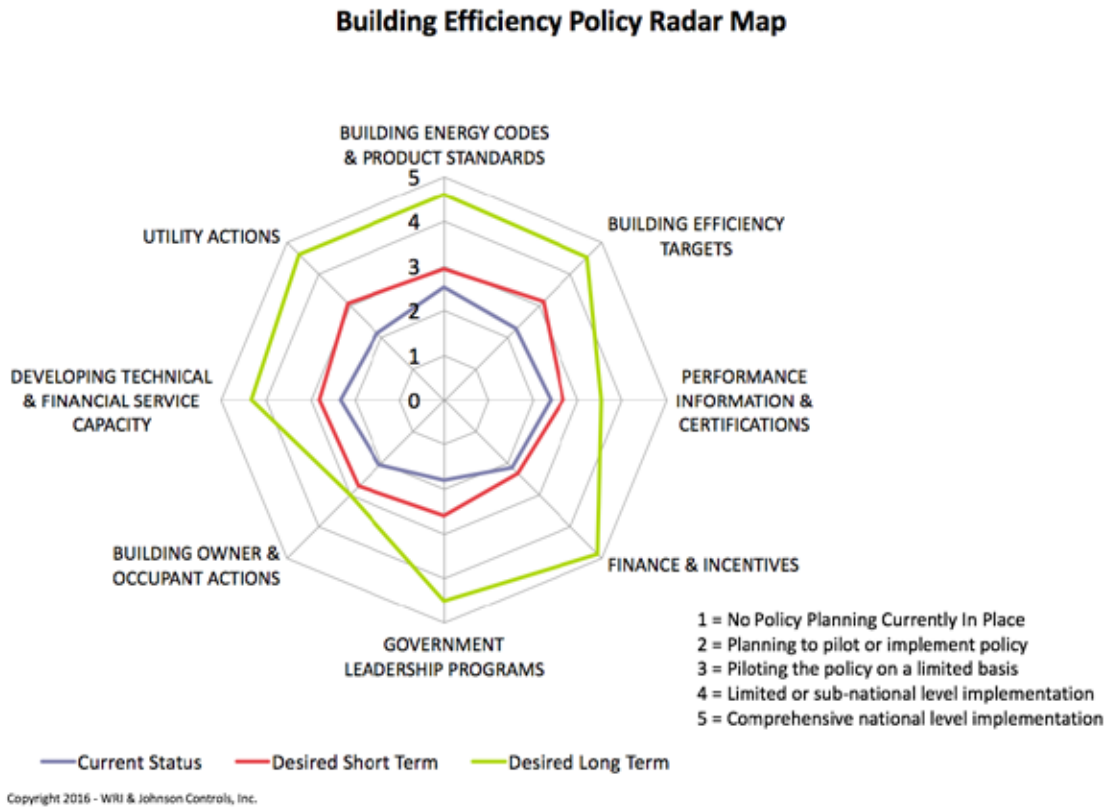 Building Efficiency Policy Radar Map
BUILDING ENERGY CODES
& PRODUCT STANDARDS
5
4
3
2
1
0
BUILDING EFFICIENCY
TARGETS
PERFORMANCE
INFORMATION &
CERTIFICATIONS
FINANCE & INCENTIVES
GOVERNMENT
LEADERSHIP PROGRAMS
BUILDING OWNER &
OCCUPANT ACTIONS
DEVELOPING TECHNICAL
& FINANCIAL SERVICE
CAPACITY
UTILITY ACTIONS
1 = No Policy Planning Currently In Place
2 = Planning to pilot or implement policy
3 = Piloting the policy on a limited basis
4 = Limited or sub-national level implementation
5 = Comprehensive national level implementation
Current Status
Desired Short Term
Desired Long Term
Copyright 2016 - WRI & Johnson Controls, Inc.